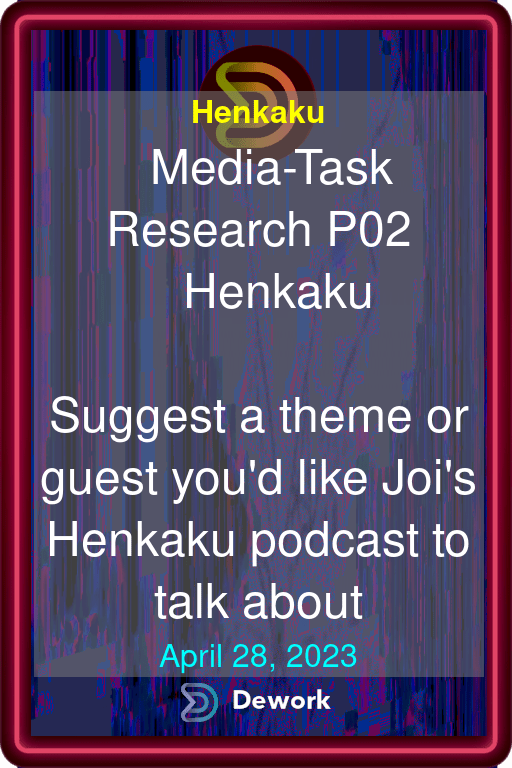 Henkaku
Media-Task
Research P02
Henkaku
Suggest a theme or
guest you'd like Joi's
Henkaku podcast to
talk about
April 28, 2023
Dework